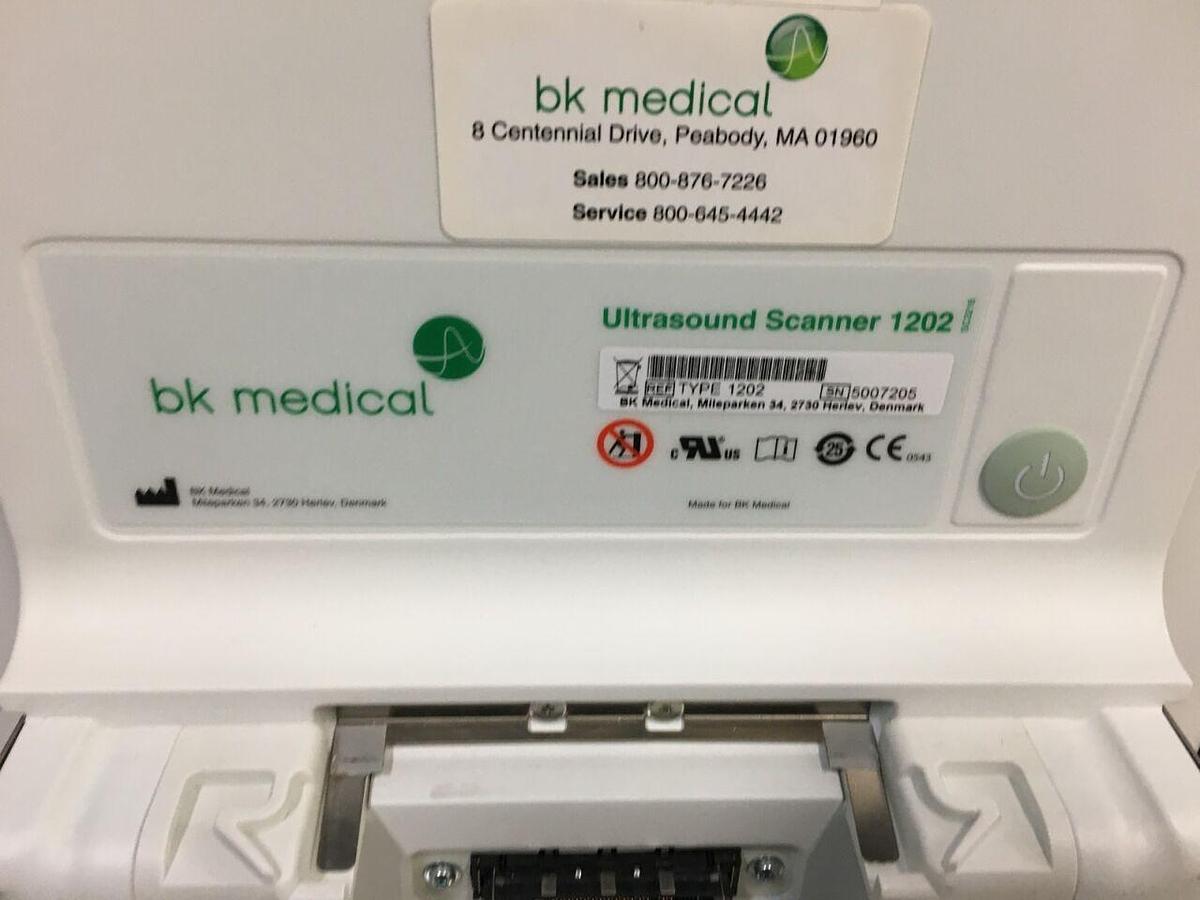 bk medical
8 Centennial Drive, Peabody, MA 01960
Sales 800-876-7226
Service 800-645-4442
bk medical
BK Medical
Mileparken 34, 2730 Herlev, Denmark
Ultrasound Scanner 1202
REF TYPE 1202 SN 5007205
BK Medical, Mileparken 34, 2730 Herlev, Denmark
c RU US i 25 CE 0543
Made for BK Medical